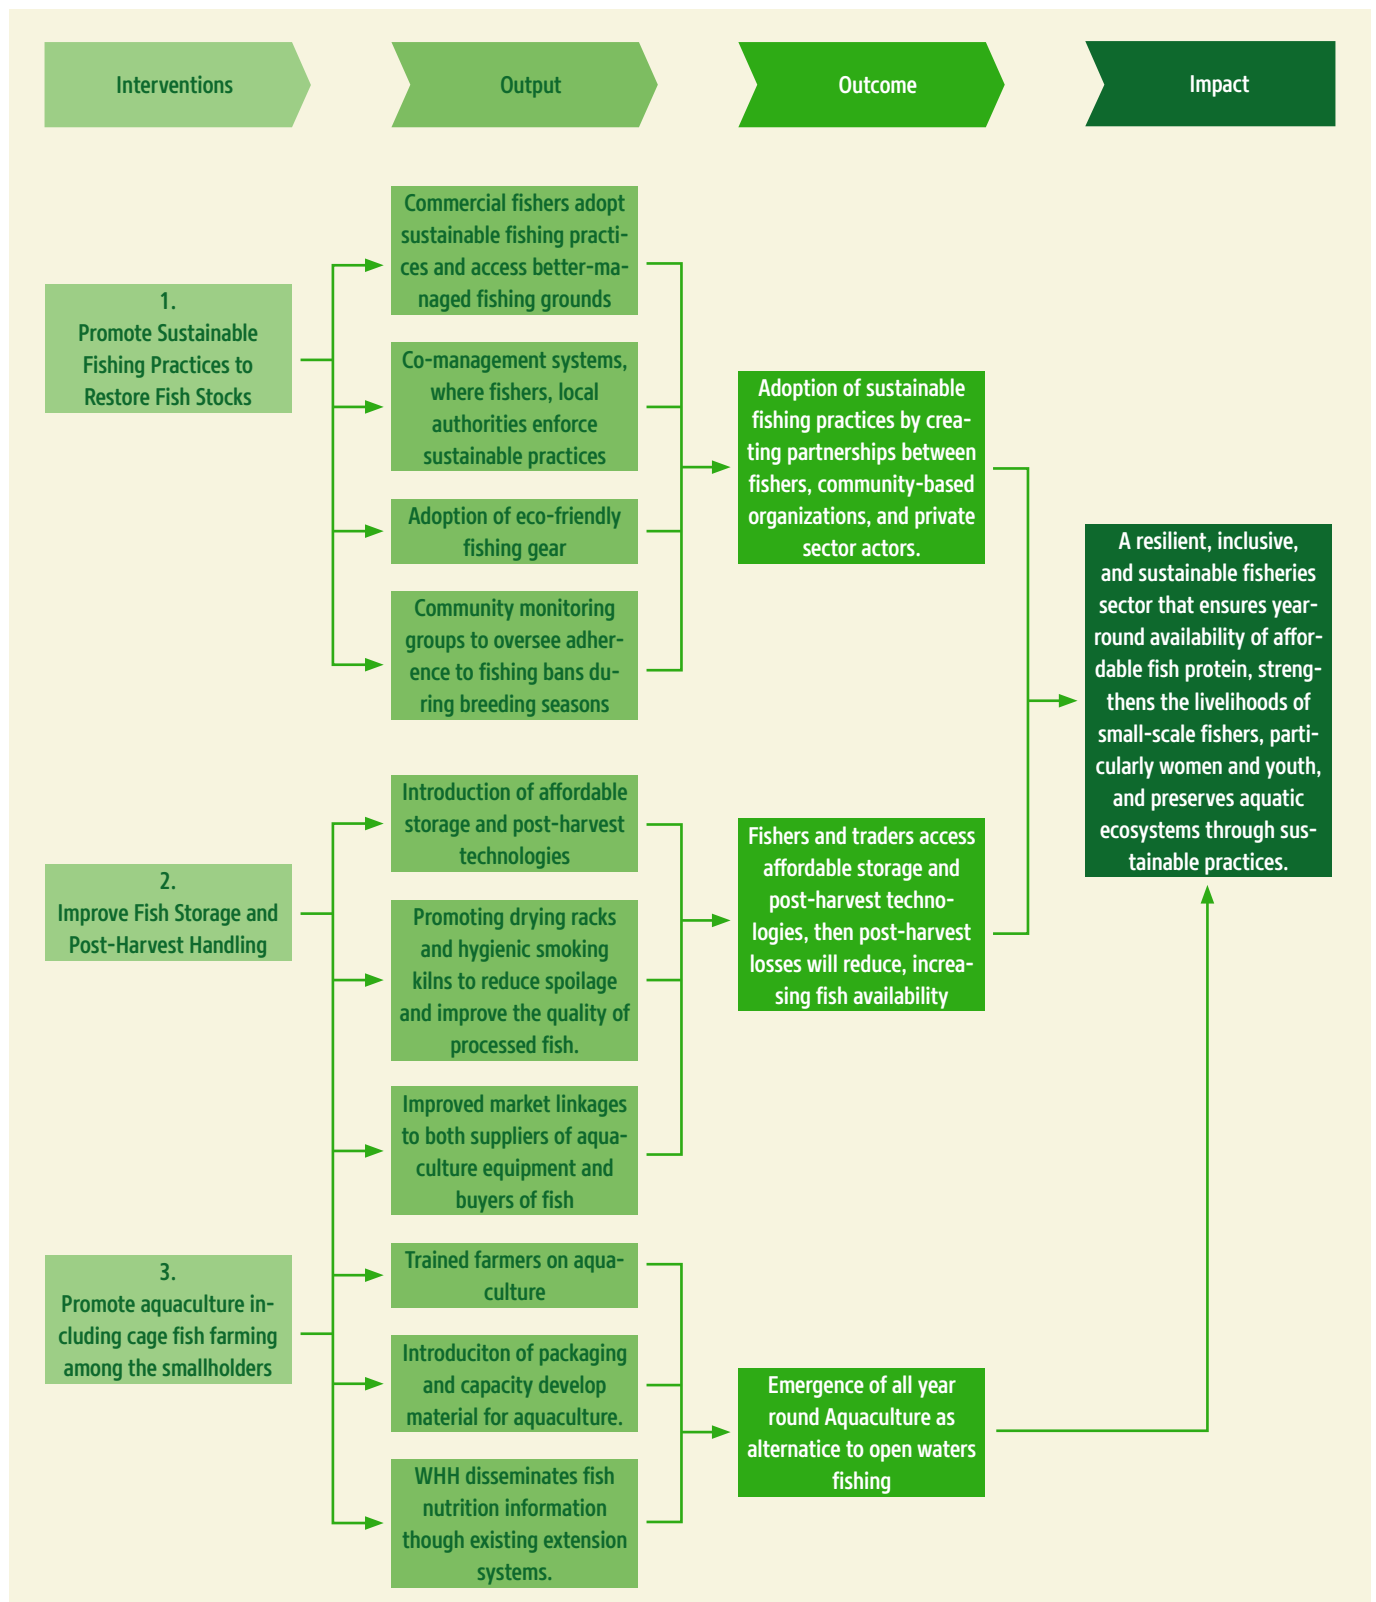 Interventions
Output
Outcome
Impact
1.
Promote Sustainable
Fishing Practices to
Restore Fish Stocks
Commercial fishers adopt
sustainable fishing practi-
ces and access better-ma-
naged fishing grounds
Co-management systems,
where fishers, local
authorities enforce
sustainable practices
Adoption of eco-friendly
fishing gear
Community monitoring
groups to oversee adher-
ence to fishing bans du-
ring breeding seasons
Adoption of sustainable
fishing practices by crea-
ting partnerships between
fishers, community-based
organizations, and private
sector actors.
A resilient, inclusive,
and sustainable fisheries
sector that ensures year-
round availability of affor-
dable fish protein, streng-
thens the livelihoods of
small-scale fishers, parti-
cularly women and youth,
and preserves aquatic
ecosystems through sus-
tainable practices.
2.
Improve Fish Storage and
Post-Harvest Handling
Introduction of affordable
storage and post-harvest
technologies
Promoting drying racks
and hygienic smoking
kilns to reduce spoilage
and improve the quality of
processed fish.
Improved market linkages
to both suppliers of aqua-
culture equipment and
buyers of fish
Fishers and traders access
affordable storage and
post-harvest techno-
logies, then post-harvest
losses will reduce, increa-
sing fish availability
3.
Promote aquaculture in-
cluding cage fish farming
among the smallholders
Trained farmers on aqua-
culture
Introduciton of packaging
and capacity develop
material for aquaculture.
WHH disseminates fish
nutrition information
though existing extension
systems.
Emergence of all year
round Aquaculture as
alternatice to open waters
fishing